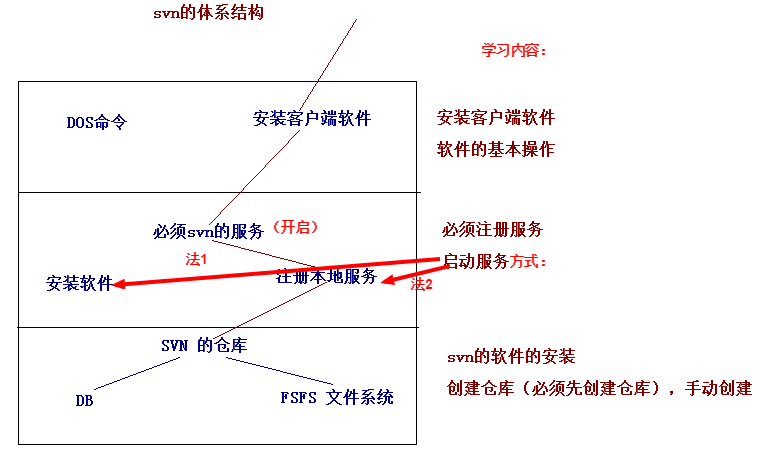 svn的体系结构
学习内容:
DOS命令
安装客户端软件
安装客户端软件
软件的基本操作
必须svn的服务(开启)
必须注册服务
法1
启动服务方式:
安装软件
注册本地服务
法2
SVN 的仓库
svn的软件的安装
DB
FSFS 文件系统
创建仓库(必须先创建仓库),手动创建